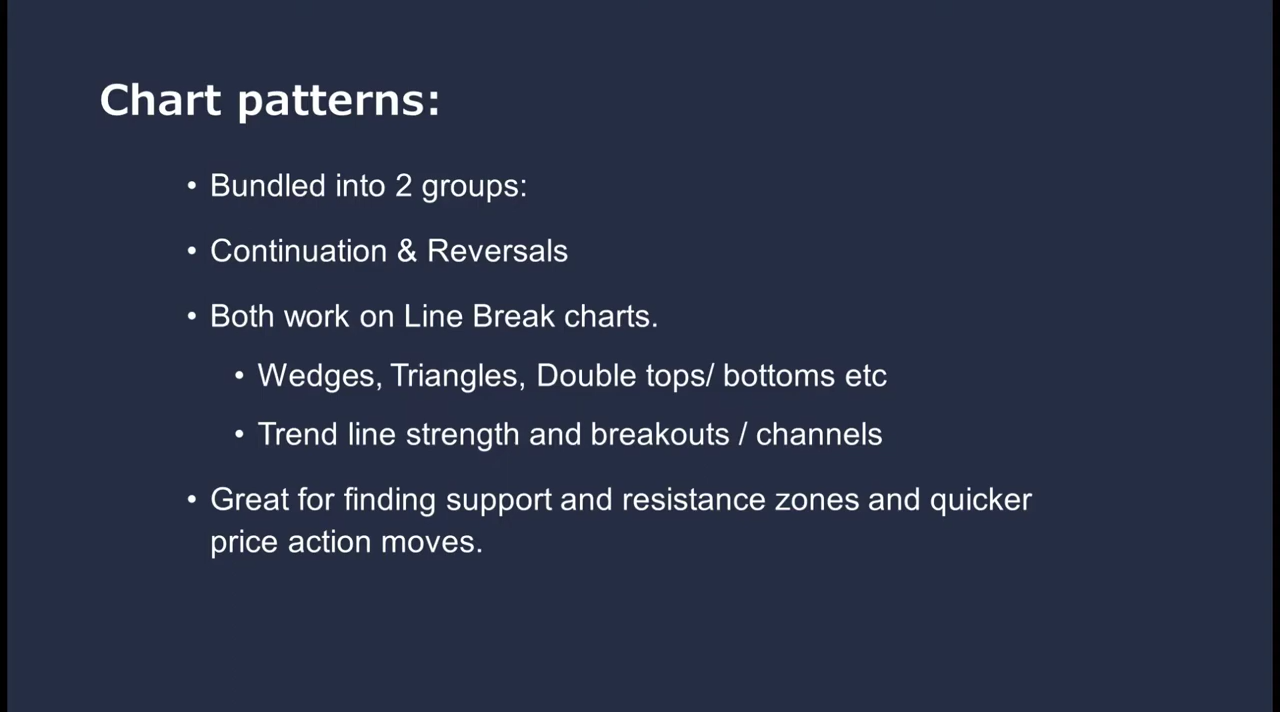 Chart patterns:
• Bundled into 2 groups:
• Continuation & Reversals
• Both work on Line Break charts.
• Wedges, Triangles, Double tops/ bottoms etc
• Trend line strength and breakouts / channels
• Great for finding support and resistance zones and quicker
price action moves.